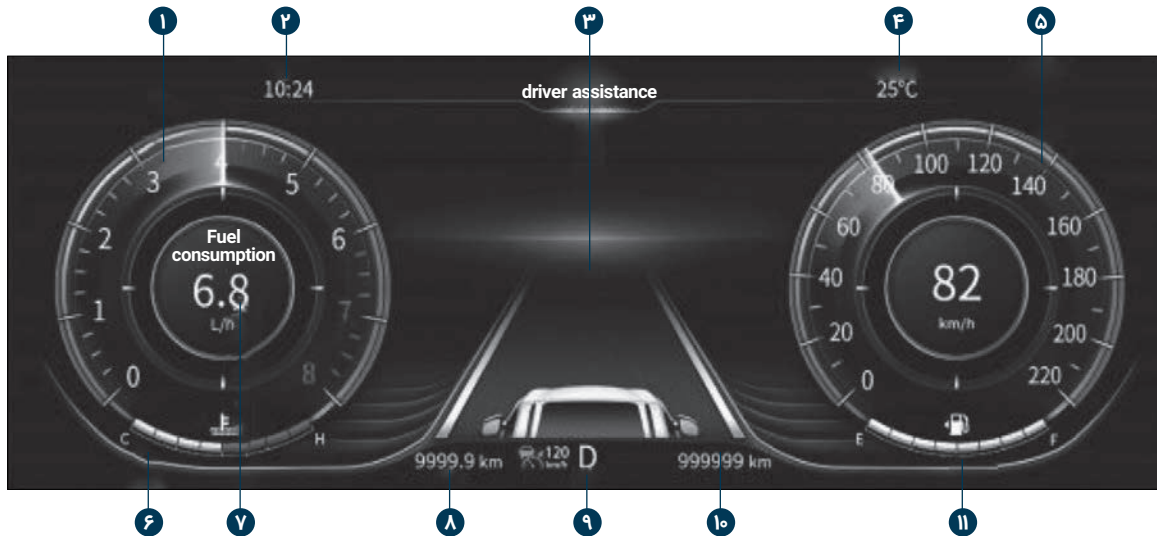 ۱ ۲ ۳ ۴ ۵
10:24 driver assistance 25°C
0 1 2 3 4 5 6 7 8
Fuel
consumption
6.8
L/h
C H
0 20 40 60 80 100 120 140 160 180 200 220
82
km/h
E F
9999.9 km 120 km/h D 999999 km
۶ ۷ ۸ ۹ ۱۰ ۱۱